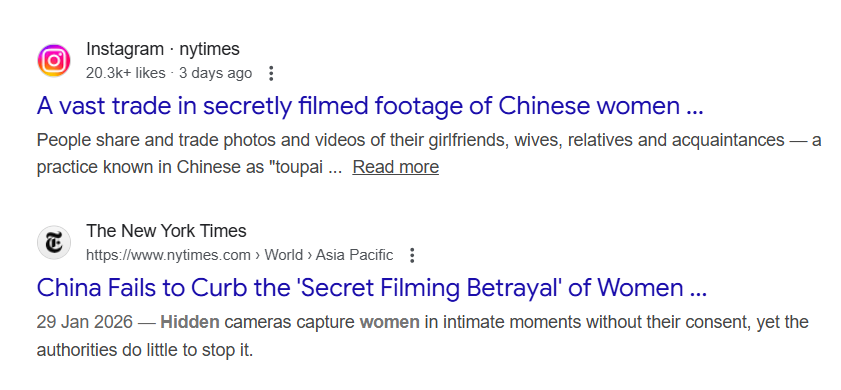 Instagram · nytimes
20.3k+ likes · 3 days ago
A vast trade in secretly filmed footage of Chinese women ...
People share and trade photos and videos of their girlfriends, wives, relatives and acquaintances — a
practice known in Chinese as "toupai ... Read more
The New York Times
https://www.nytimes.com › World › Asia Pacific
China Fails to Curb the 'Secret Filming Betrayal' of Women ...
29 Jan 2026 — Hidden cameras capture women in intimate moments without their consent, yet the
authorities do little to stop it.